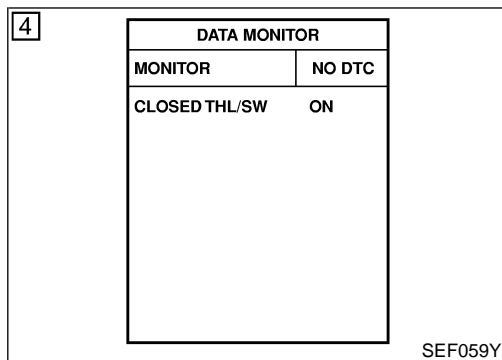 4
DATA MONITOR
MONITOR NO DTC
CLOSED THL/SW ON
SEF059Y